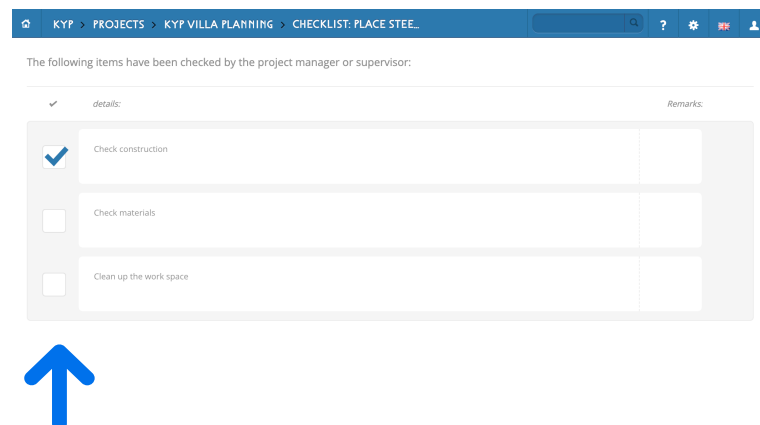 KYP > PROJECTS > KYP VILLA PLANNING > CHECKLIST: PLACE STEE...
The following items have been checked by the project manager or supervisor:
details: Remarks:
Check construction
Check materials
Clean up the work space